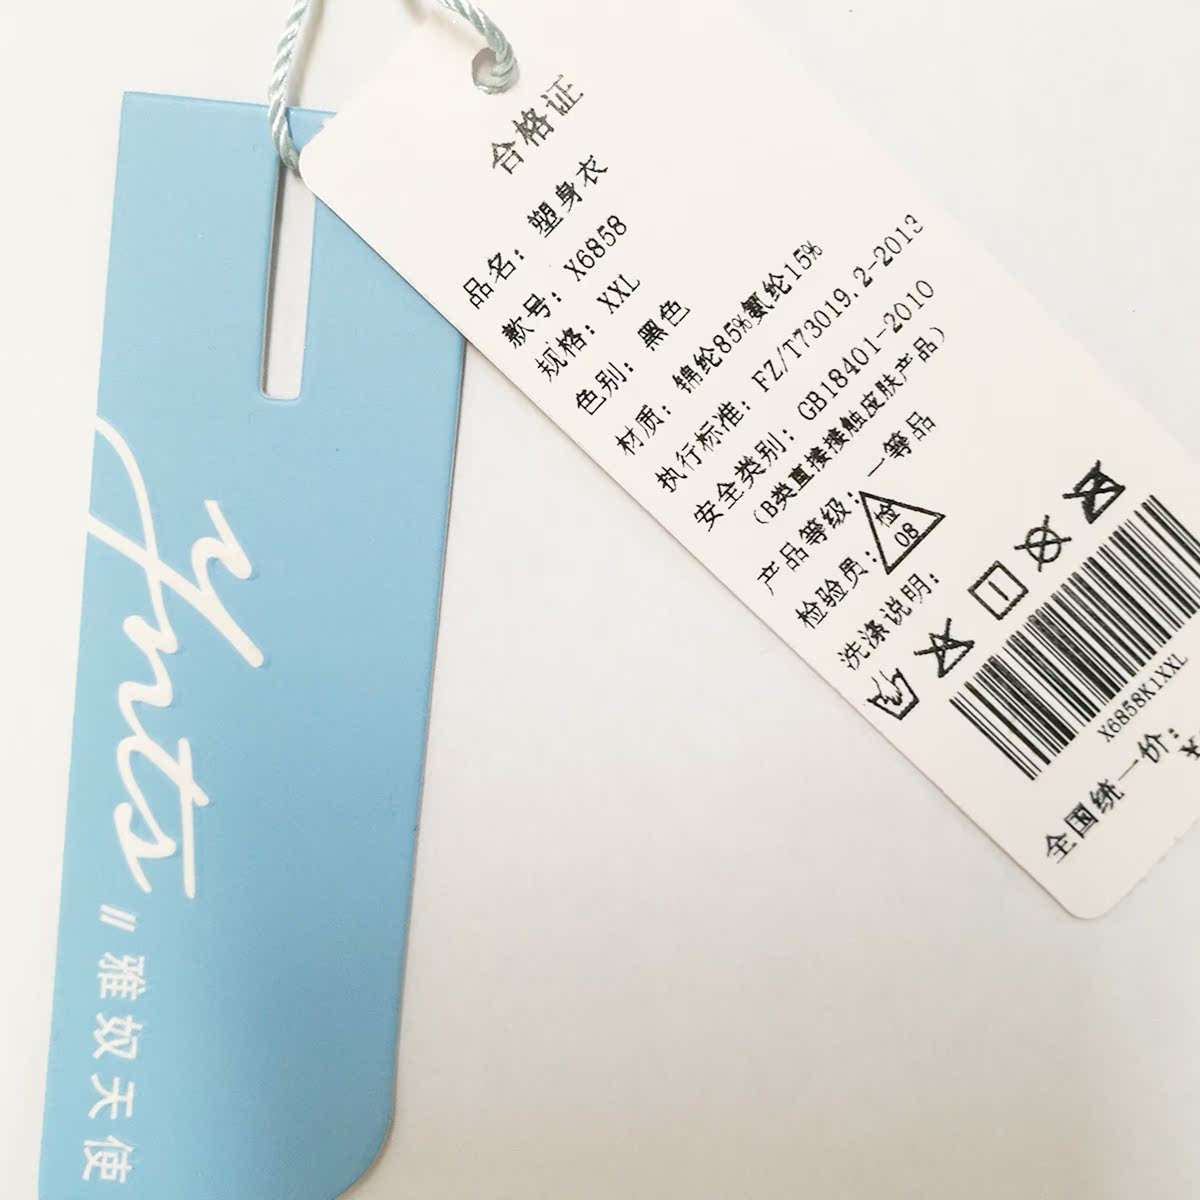 合格证
品名：塑身衣
款号：X6858
规格：XXL
色别：黑色
材质：锦纶85%氨纶15%
执行标准：FZ/T73019.2-2013
安全类别：GB18401-2010
（B类直接接触皮肤产品）
产品等级：一等品
检验员：检08
洗涤说明：
X6858K1XXL
全国统一价：¥
Ynts
雅奴天使